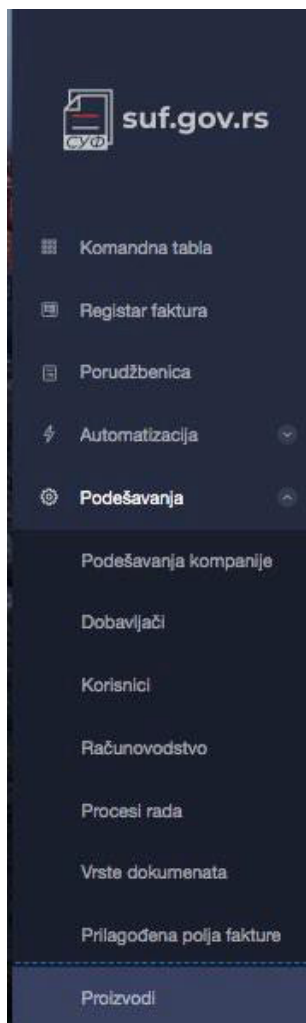 СУФ
suf.gov.rs
Komandna tabla
Registar faktura
Porudžbenica
Automatizacija
Podešavanja
Podešavanja kompanije
Dobavljači
Korisnici
Računovodstvo
Procesi rada
Vrste dokumenata
Prilagođena polja fakture
Proizvodi